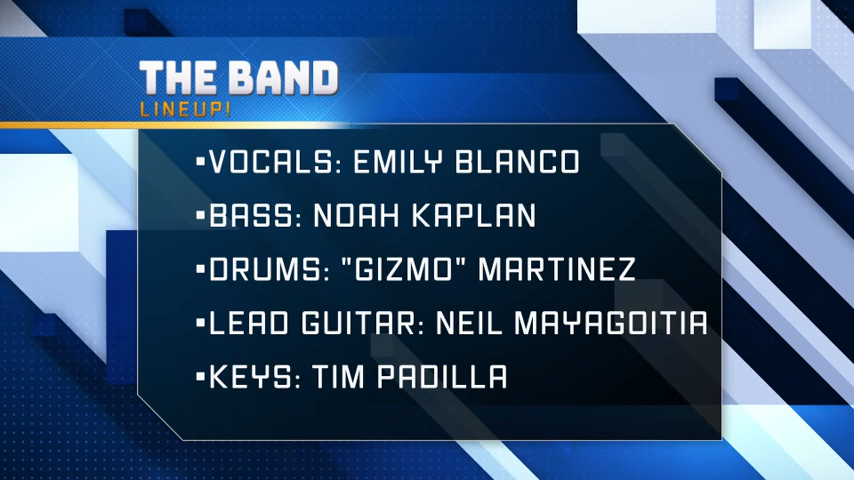 THE BAND
LINEUP!
▪VOCALS: EMILY BLANCO
▪BASS: NOAH KAPLAN
▪DRUMS: "GIZMO" MARTINEZ
▪LEAD GUITAR: NEIL MAYAGOITIA
▪KEYS: TIM PADILLA